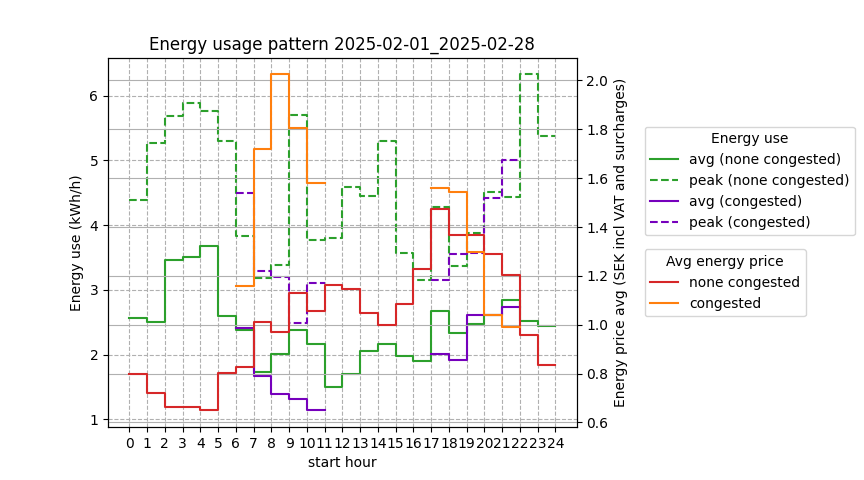 Energy usage pattern 2025-02-01_2025-02-28
Energy use (kWh/h)
6
5
4
3
2
1
0 1 2 3 4 5 6 7 8 9 10 11 12 13 14 15 16 17 18 19 20 21 22 23 24
start hour
2.0
1.8
1.6
1.4
1.2
1.0
0.8
0.6
Energy price avg (SEK incl VAT and surcharges)
Energy use
avg (none congested)
peak (none congested)
avg (congested)
peak (congested)
Avg energy price
none congested
congested